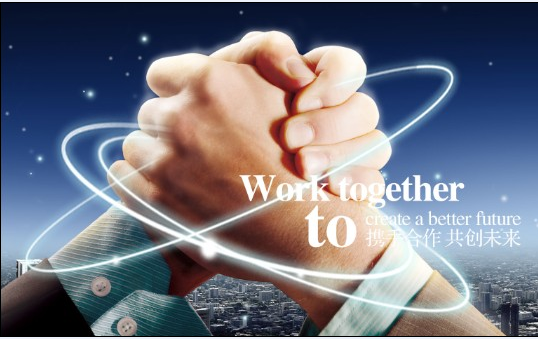 Work together
to
create a better future
携手合作 共创未来